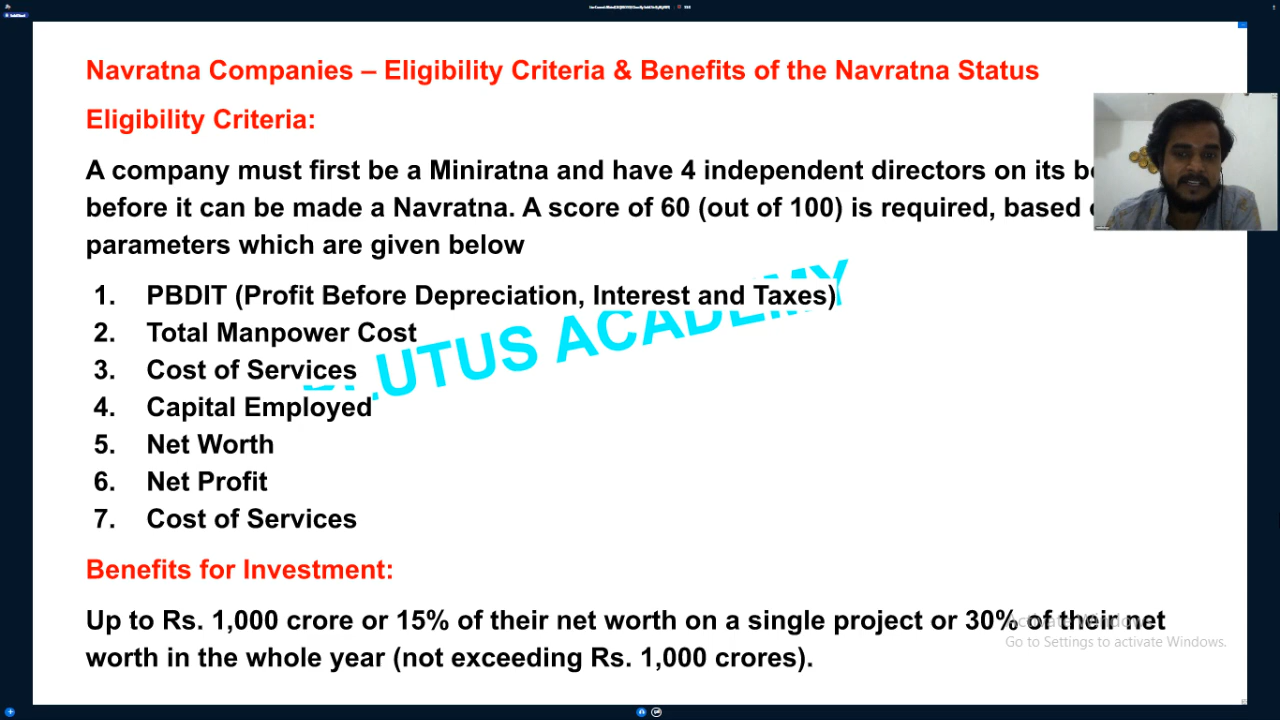 Navratna Companies – Eligibility Criteria & Benefits of the Navratna Status
Eligibility Criteria:
A company must first be a Miniratna and have 4 independent directors on its
before it can be made a Navratna. A score of 60 (out of 100) is required, based
parameters which are given below
1. PBDIT (Profit Before Depreciation, Interest and Taxes)
2. Total Manpower Cost
3. Cost of Services
4. Capital Employed
5. Net Worth
6. Net Profit
7. Cost of Services
UTUS ACADEMY
Benefits for Investment:
Up to Rs. 1,000 crore or 15% of their net worth on a single project or 30% of their net
worth in the whole year (not exceeding Rs. 1,000 crores).
Activate Windows
Go to Settings to activate Windows.